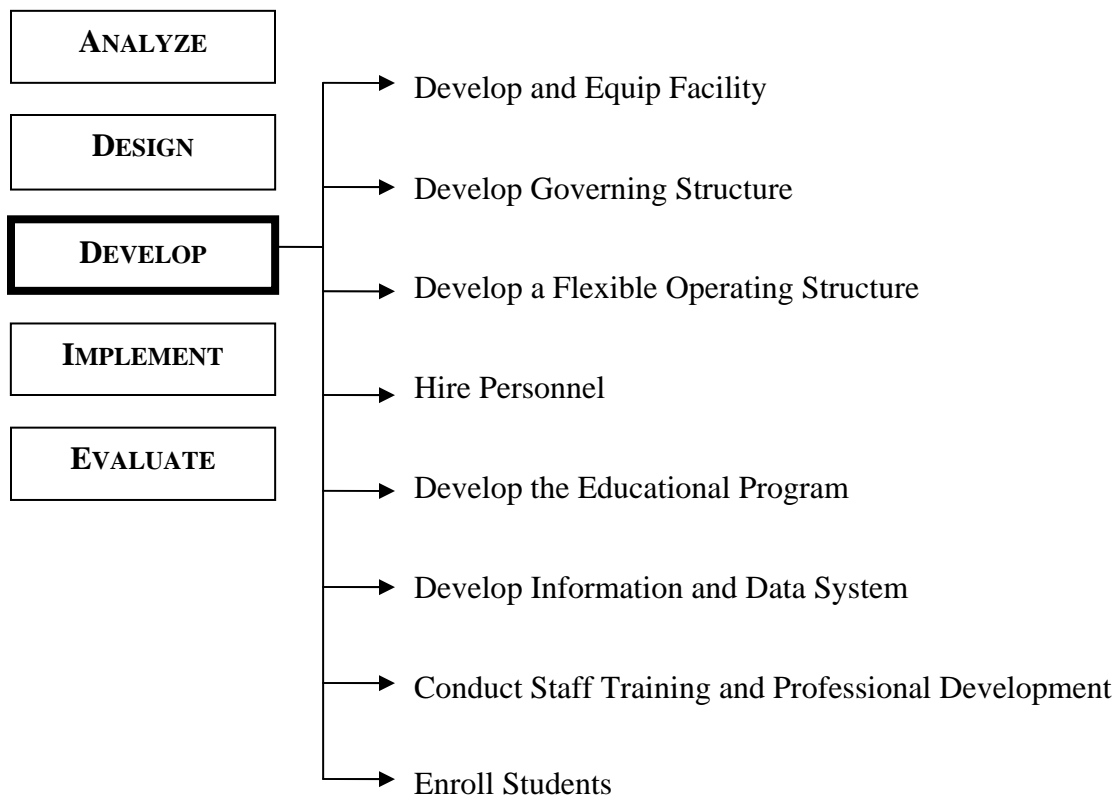 ANALYZE
DESIGN
DEVELOP
IMPLEMENT
EVALUATE
Develop and Equip Facility
Develop Governing Structure
Develop a Flexible Operating Structure
Hire Personnel
Develop the Educational Program
Develop Information and Data System
Conduct Staff Training and Professional Development
Enroll Students